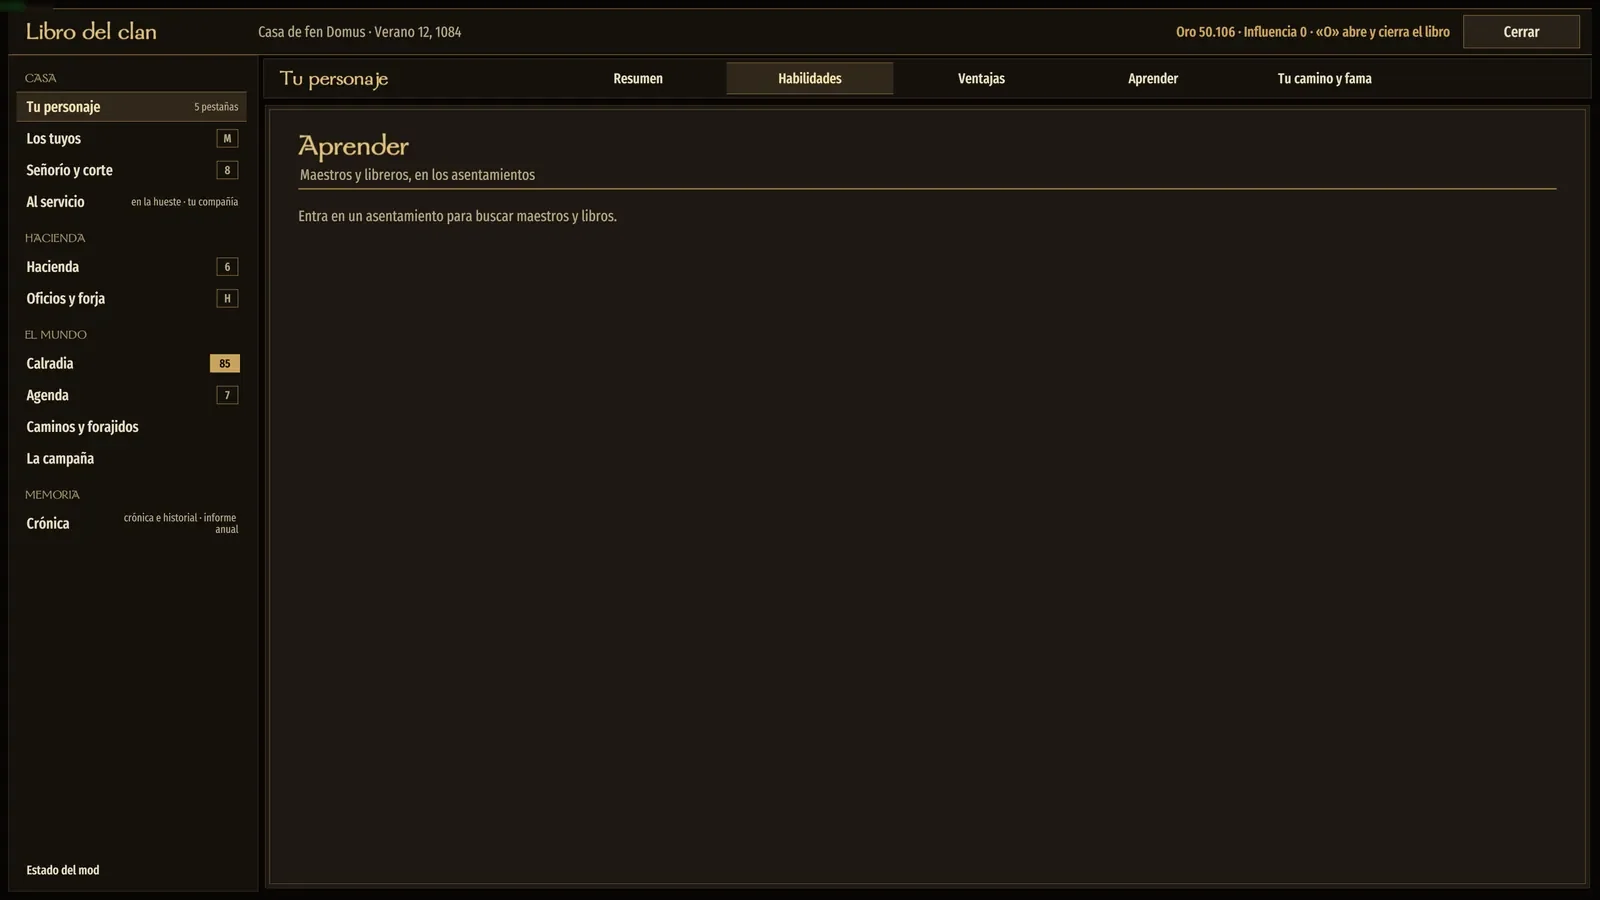 Libro del clan
Casa de fen Domus · Verano 12, 1084
Oro 50.106 · Influencia 0 · «O» abre y cierra el libro
Cerrar
CASA
Tu personaje
5 pestañas
Los tuyos
M
Señorío y corte
8
Al servicio
en la hueste · tu compañía
HACIENDA
Hacienda
6
Oficios y forja
H
EL MUNDO
Calradia
85
Agenda
7
Caminos y forajidos
La campaña
MEMORIA
Crónica
crónica e historial · informe
anual
Estado del mod
Tu personaje
Resumen
Habilidades
Ventajas
Aprender
Tu camino y fama
Aprender
Maestros y libreros, en los asentamientos
Entra en un asentamiento para buscar maestros y libros.